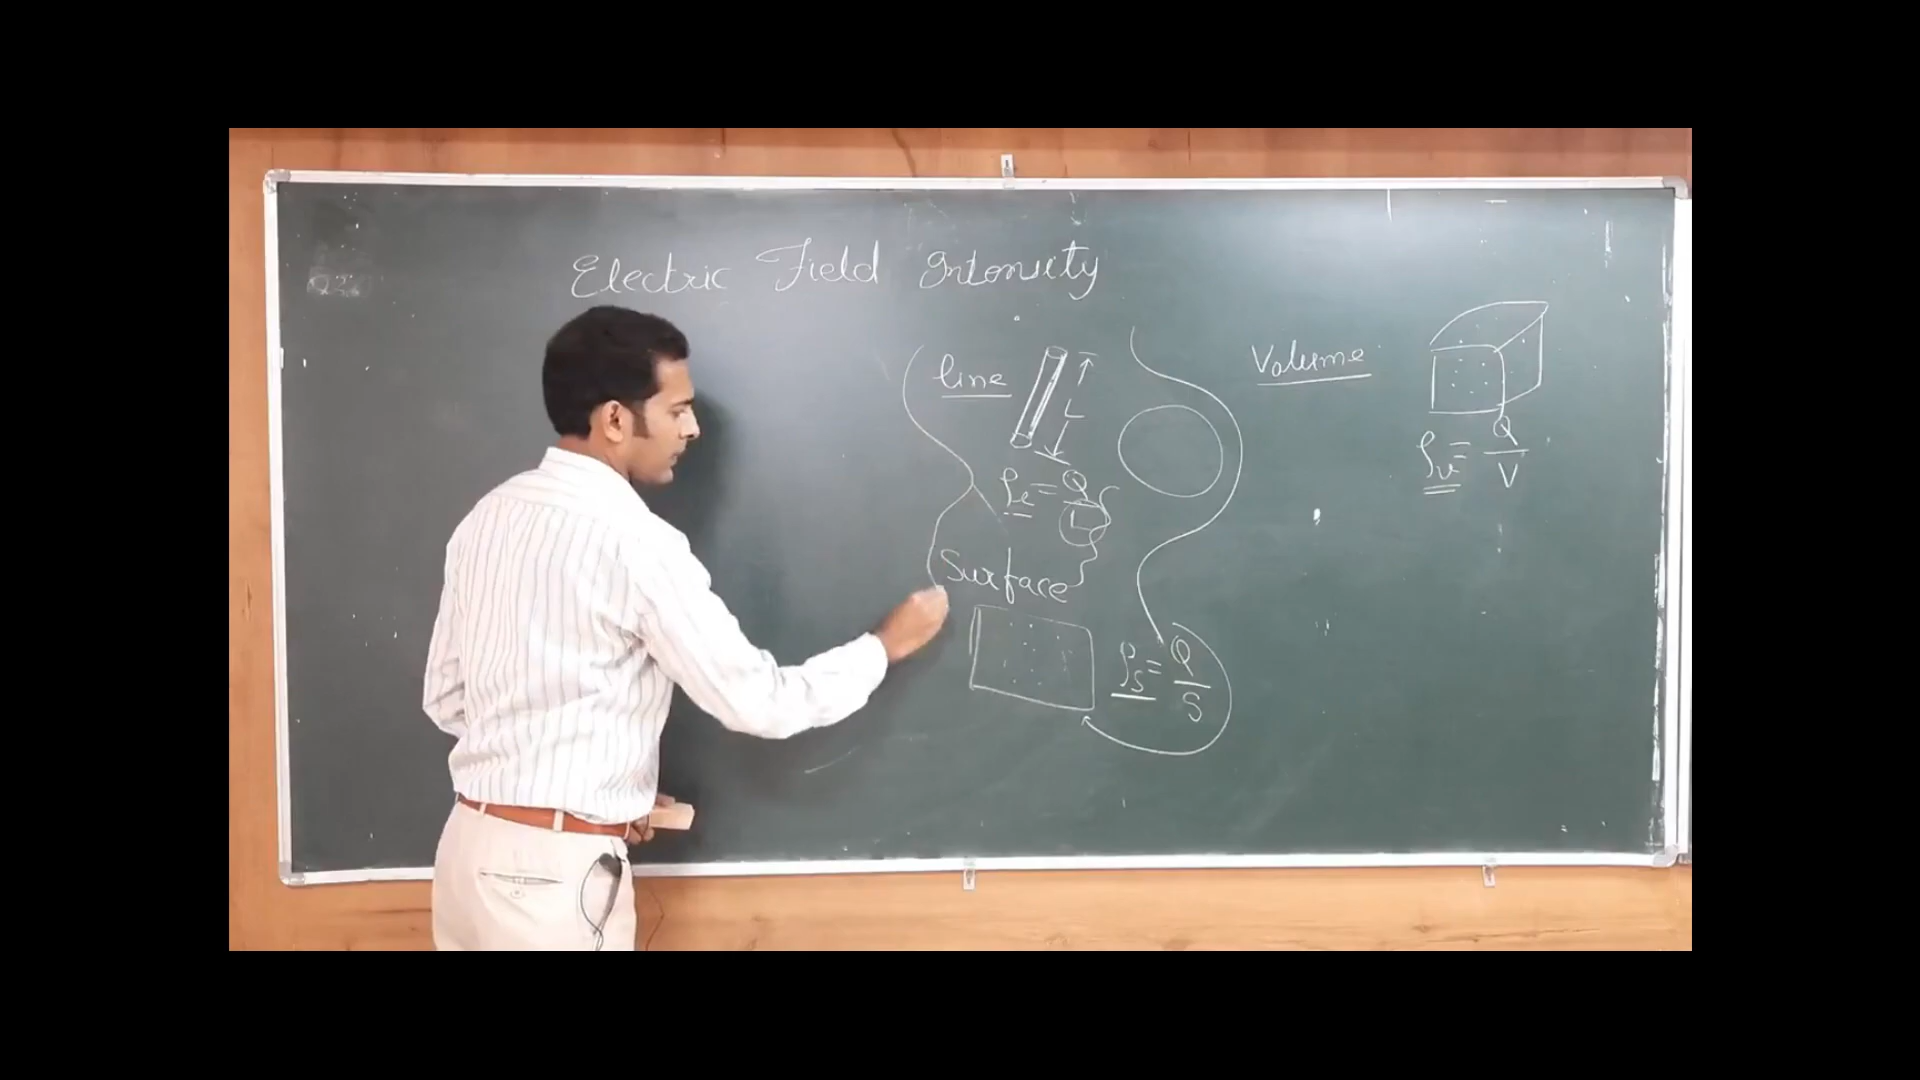 Electric Field Intensity
line
L
ρₗ = Q/L
Surface
ρₛ = Q/S
Volume
ρᵥ = Q/V